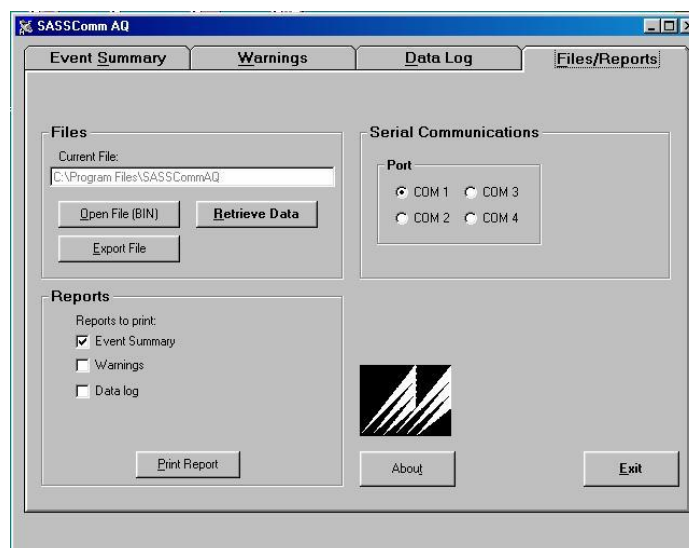 SASSComm AQ
Event Summary
Warnings
Data Log
Files/Reports
Files
Current File:
C:\Program Files\SASSCommAQ
Open File (BIN)
Retrieve Data
Export File
Serial Communications
Port
COM 1
COM 3
COM 2
COM 4
Reports
Reports to print:
Event Summary
Warnings
Data log
Print Report
About
Exit